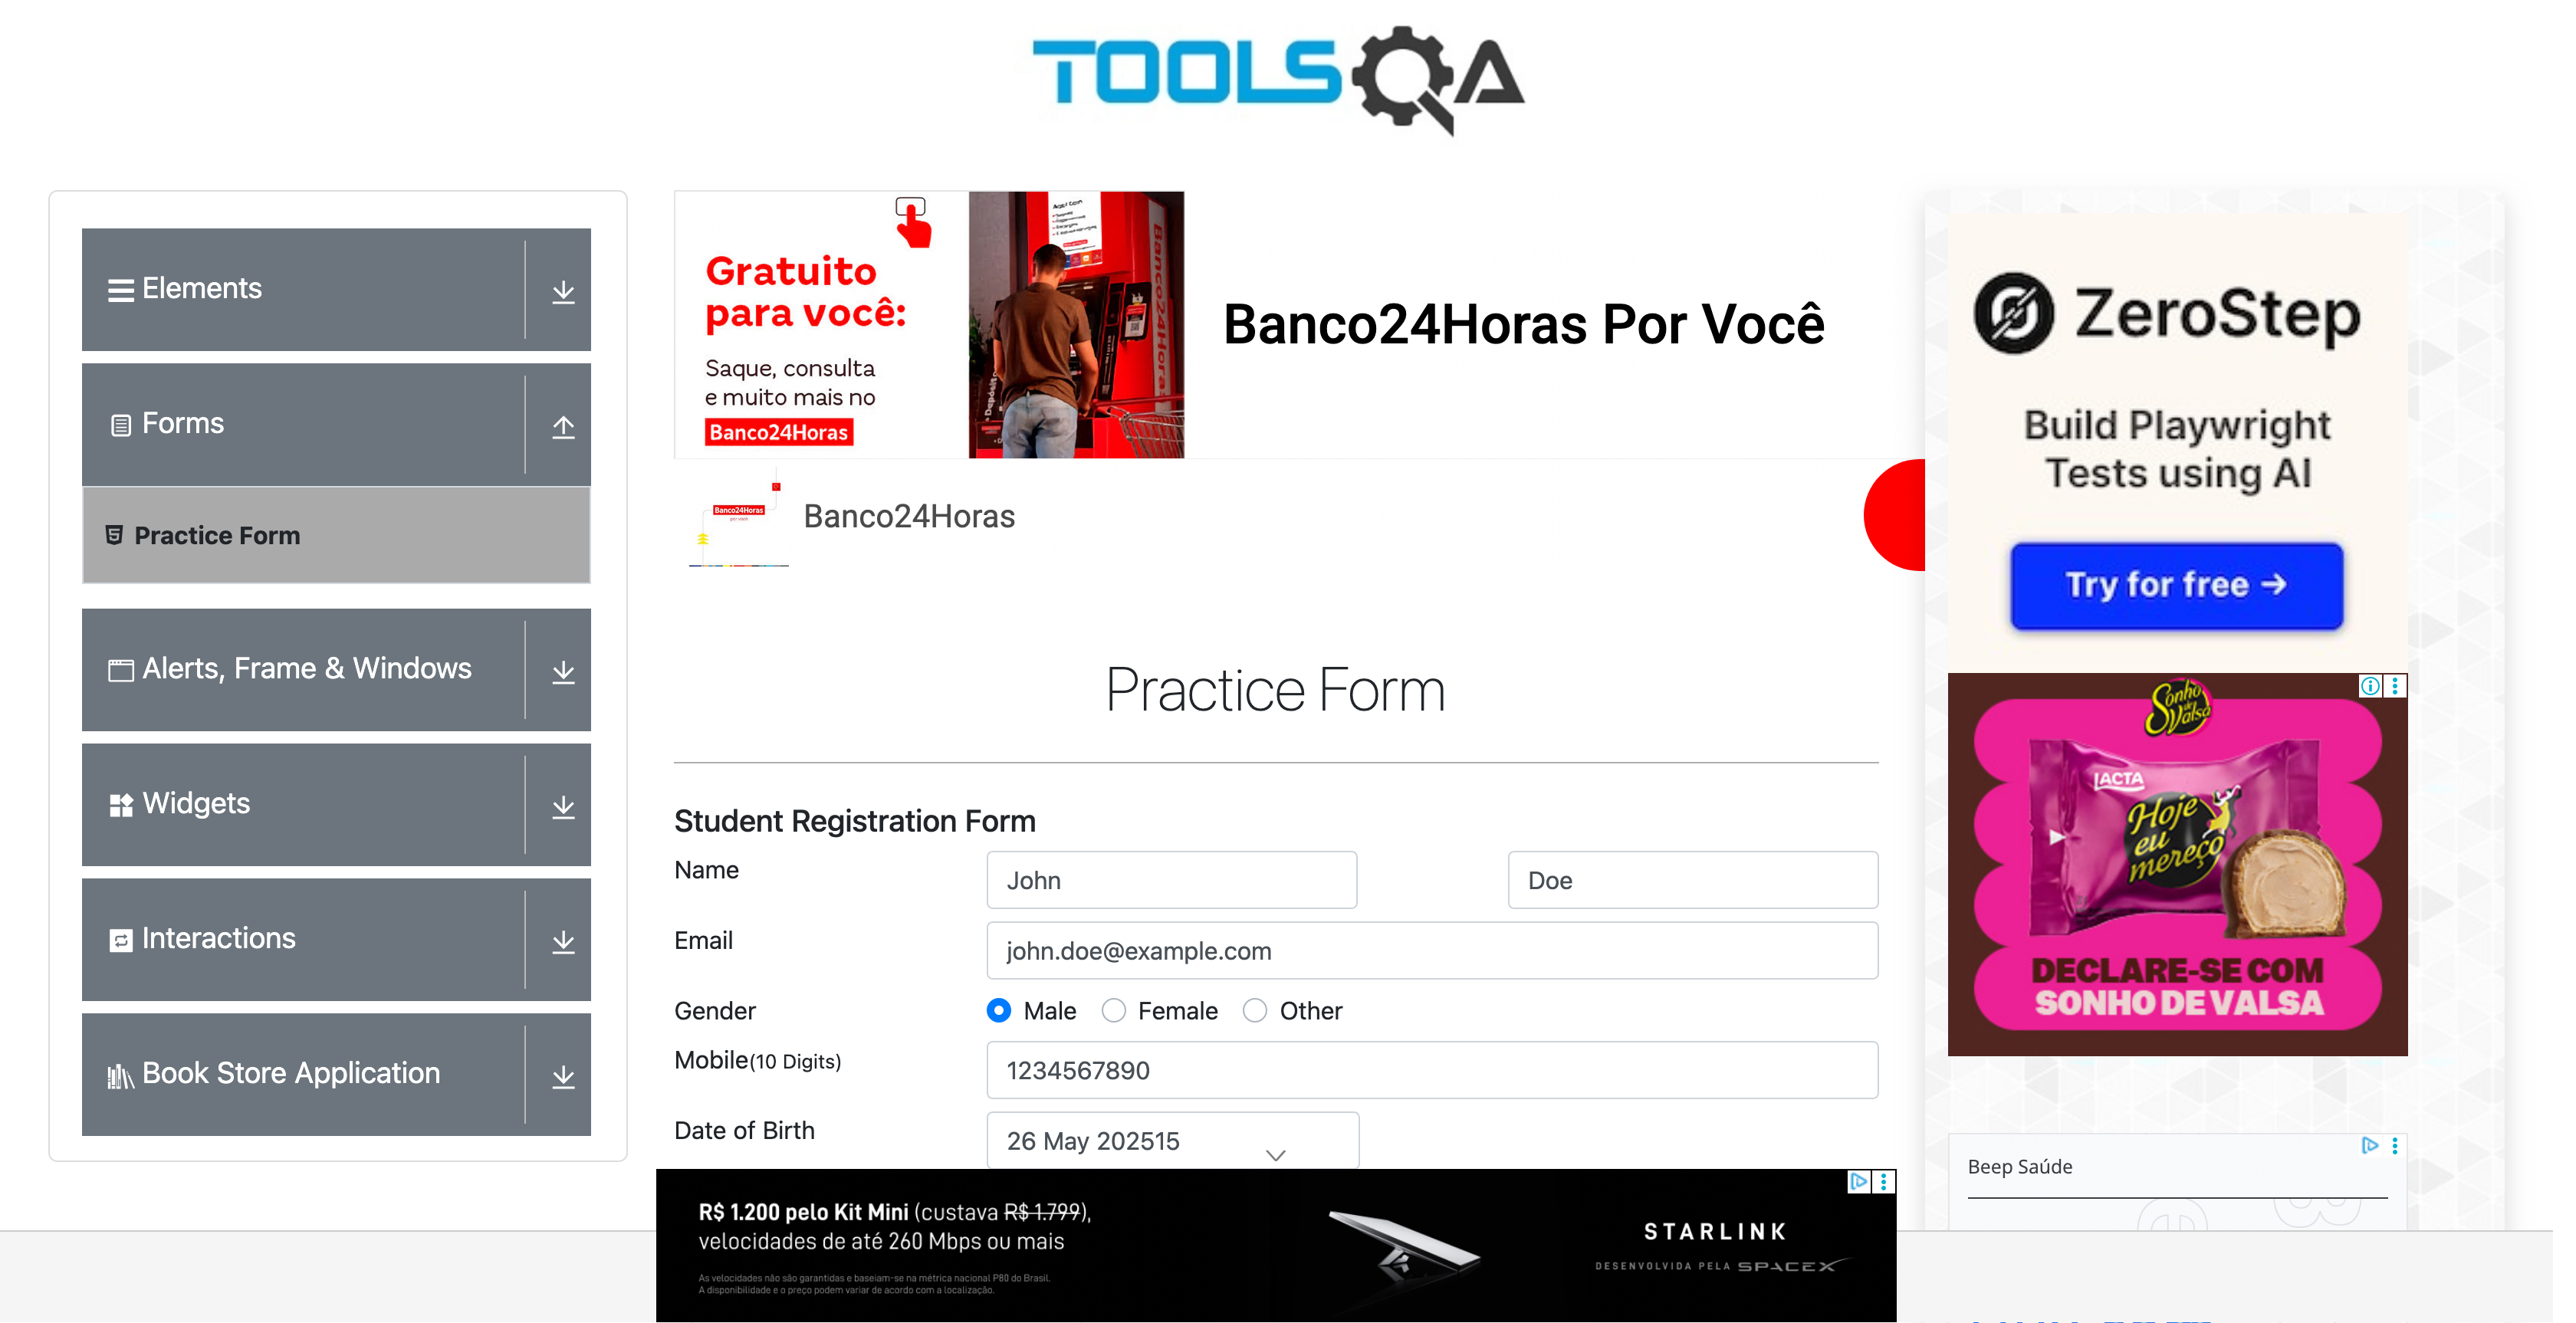 TOOLSQA
Elements
Forms
Practice Form
Alerts, Frame & Windows
Widgets
Interactions
Book Store Application
Gratuito
para você:
Saque, consulta
e muito mais no
Banco24Horas
Banco24Horas
Banco24Horas Por Você
Banco24Horas
Banco24Horas
Practice Form
Student Registration Form
Name
John
Doe
Email
john.doe@example.com
Gender
Male
Female
Other
Mobile(10 Digits)
1234567890
Date of Birth
26 May 202515
R$ 1.200 pelo Kit Mini (custava R$ 1.799),
velocidades de até 260 Mbps ou mais
As velocidades não são garantidas e baseiam-se na métrica nacional P80 do Brasil.
A disponibilidade e o preço podem variar de acordo com a localização.
STARLINK
DESENVOLVIDA PELA SPACEX
ZeroStep
Build Playwright
Tests using AI
Try for free →
Sonho de Valsa
LACTA
Hoje
eu
mereço
DECLARE-SE COM
SONHO DE VALSA
Beep Saúde